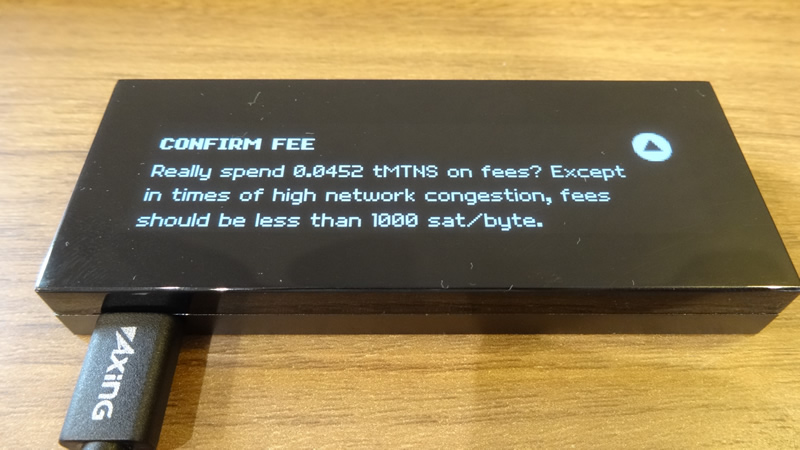 CONFIRM FEE
Really spend 0.0452 tMTNS on fees? Except
in times of high network congestion, fees
should be less than 1000 sat/byte.
AXING